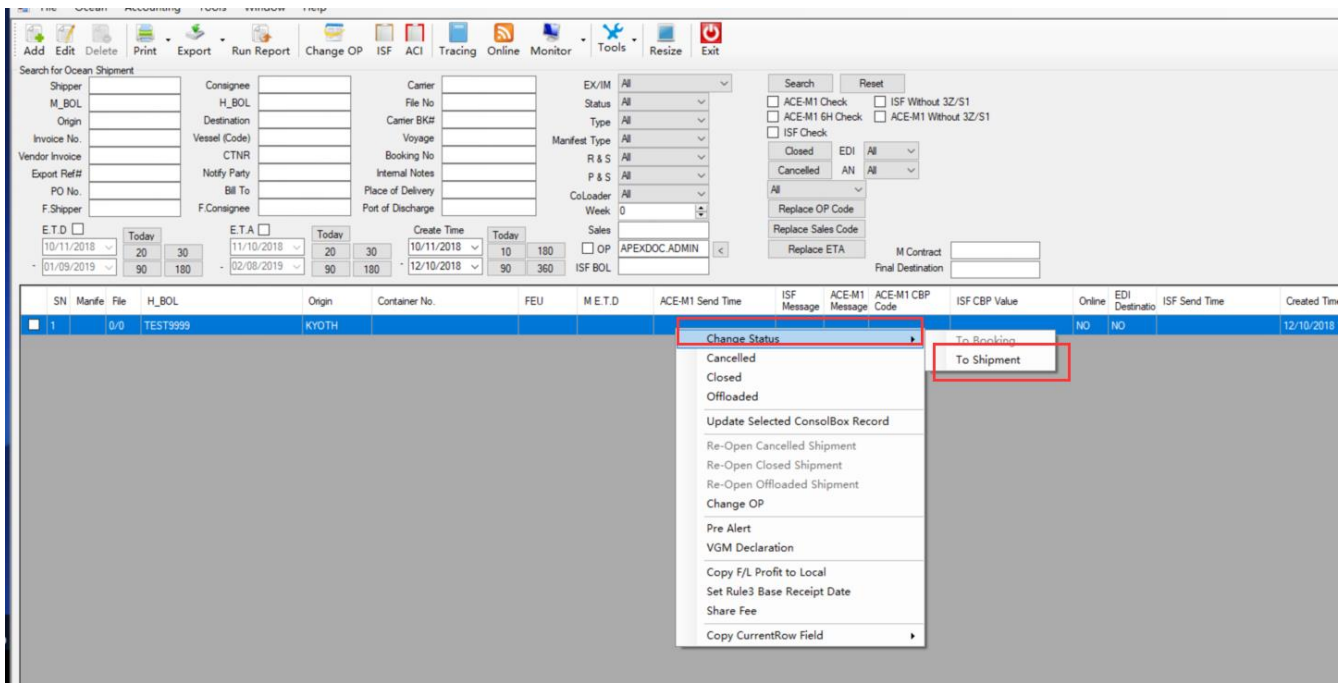 File Ocean Accounting Tools Window Help
Add Edit Delete Print Export Run Report Change OP ISF ACI Tracing Online Monitor Tools Resize Exit
Search for Ocean Shipment
Shipper Consignee Carrier EX/IM All Search Reset
M_BOL H_BOL File No Status All ACE-M1 Check ISF Without 3Z/S1
Origin Destination Carrier BK# Type All ACE-M1 6H Check ACE-M1 Without 3Z/S1
Invoice No. Vessel (Code) Voyage Manifest Type All ISF Check
Vendor Invoice CTNR Booking No R & S All Closed EDI All
Export Ref# Notify Party Internal Notes P & S All Cancelled AN All
PO No. Bill To Place of Delivery CoLoader All All
F.Shipper F.Consignee Port of Discharge Week 0 Replace OP Code
E.T.D Today E.T.A Today Create Time Today Sales Replace Sales Code
10/11/2018 20 30 11/10/2018 20 30 10/11/2018 10 180 OP APEXDOC.ADMIN < Replace ETA M Contract
- 01/09/2019 90 180 - 02/08/2019 90 180 - 12/10/2018 90 360 ISF BOL Final Destination
SN Manife File H_BOL Origin Container No. FEU M E.T.D ACE-M1 Send Time ISF Message ACE-M1 Message ACE-M1 CBP Code ISF CBP Value Online EDI Destinatio ISF Send Time Created Time
1 0/0 TEST9999 KYOTH NO NO 12/10/2018
Change Status To Booking
Cancelled To Shipment
Closed
Offloaded
Update Selected ConsolBox Record
Re-Open Cancelled Shipment
Re-Open Closed Shipment
Re-Open Offloaded Shipment
Change OP
Pre Alert
VGM Declaration
Copy F/L Profit to Local
Set Rule3 Base Receipt Date
Share Fee
Copy CurrentRow Field